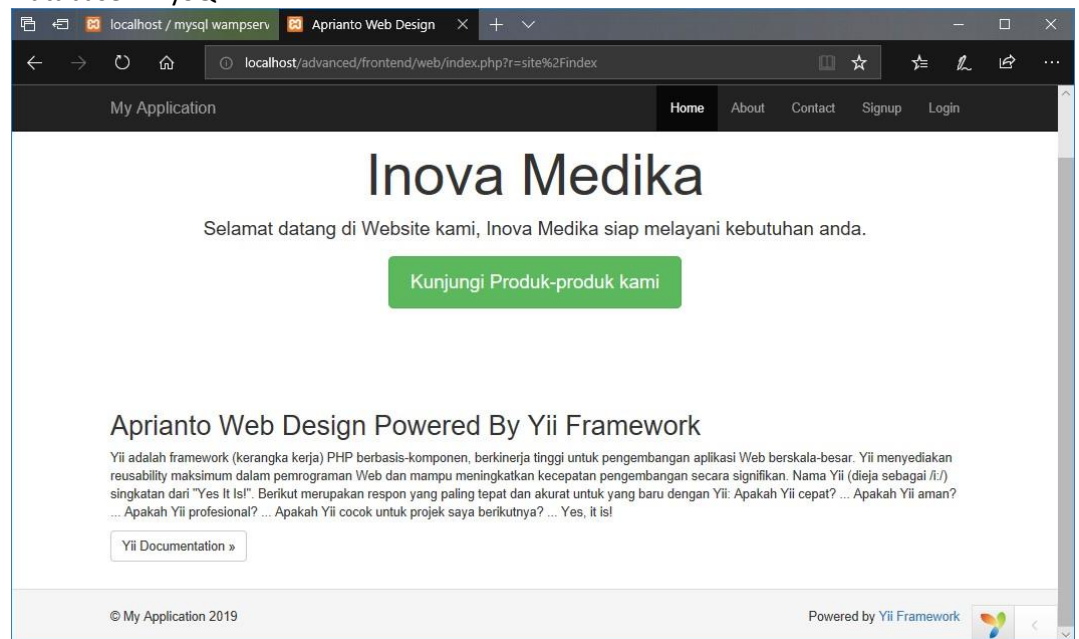 localhost / mysql wampserv
Aprianto Web Design
localhost/advanced/frontend/web/index.php?r=site%2Findex
My Application
Home About Contact Signup Login
Inova Medika
Selamat datang di Website kami, Inova Medika siap melayani kebutuhan anda.
Kunjungi Produk-produk kami
Aprianto Web Design Powered By Yii Framework
Yii adalah framework (kerangka kerja) PHP berbasis-komponen, berkinerja tinggi untuk pengembangan aplikasi Web berskala-besar. Yii menyediakan
reusability maksimum dalam pemrograman Web dan mampu meningkatkan kecepatan pengembangan secara signifikan. Nama Yii (dieja sebagai /i:/)
singkatan dari "Yes It Is!". Berikut merupakan respon yang paling tepat dan akurat untuk yang baru dengan Yii: Apakah Yii cepat? ... Apakah Yii aman?
... Apakah Yii profesional? ... Apakah Yii cocok untuk projek saya berikutnya? ... Yes, it is!
Yii Documentation »
© My Application 2019
Powered by Yii Framework